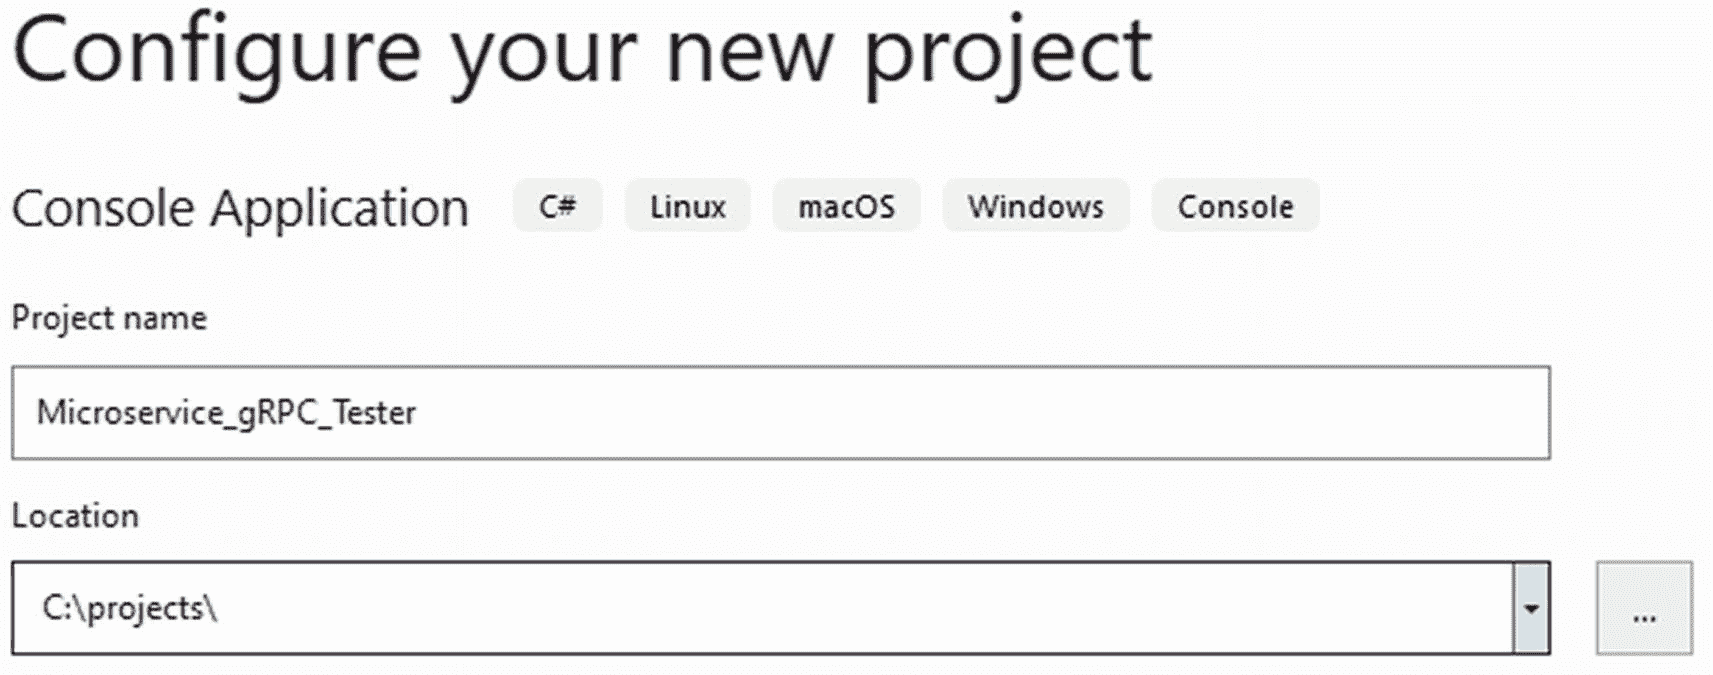 Configure your new project
Console Application C# Linux macOS Windows Console
Project name
Microservice_gRPC_Tester
Location
C:\projects\
...